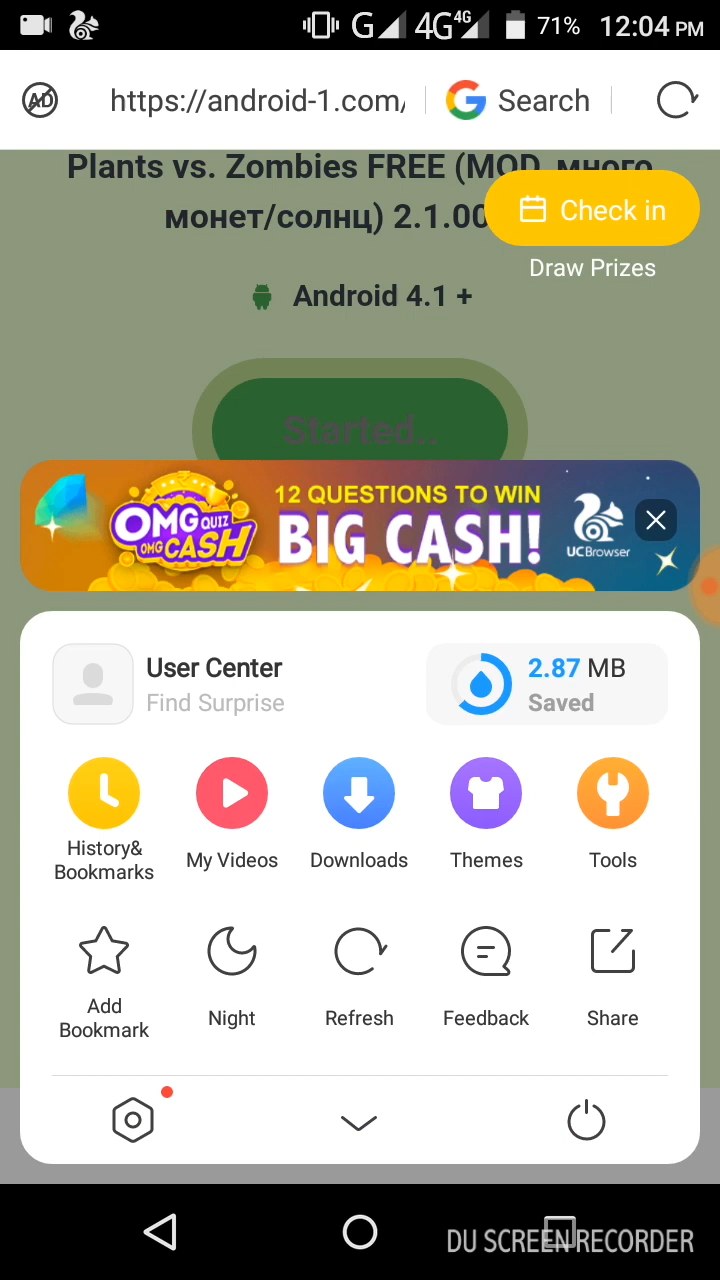 G 4G 4G 71% 12:04 PM
AD https://android-1.com/ Search
Plants vs. Zombies FREE (MOD, много
монет/солнц) 2.1.00
Check in
Draw Prizes
Android 4.1 +
Started..
12 QUESTIONS TO WIN
BIG CASH!
OMG QUIZ
OMG CASH
UCBrowser
User Center
Find Surprise
2.87 MB
Saved
History&
Bookmarks
My Videos
Downloads
Themes
Tools
Add
Bookmark
Night
Refresh
Feedback
Share
DU SCREEN RECORDER